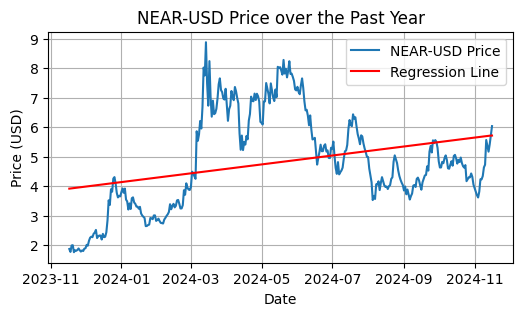 NEAR-USD Price over the Past Year
NEAR-USD Price
Regression Line
Price (USD)
9
8
7
6
5
4
3
2
2023-11 2024-01 2024-03 2024-05 2024-07 2024-09 2024-11
Date